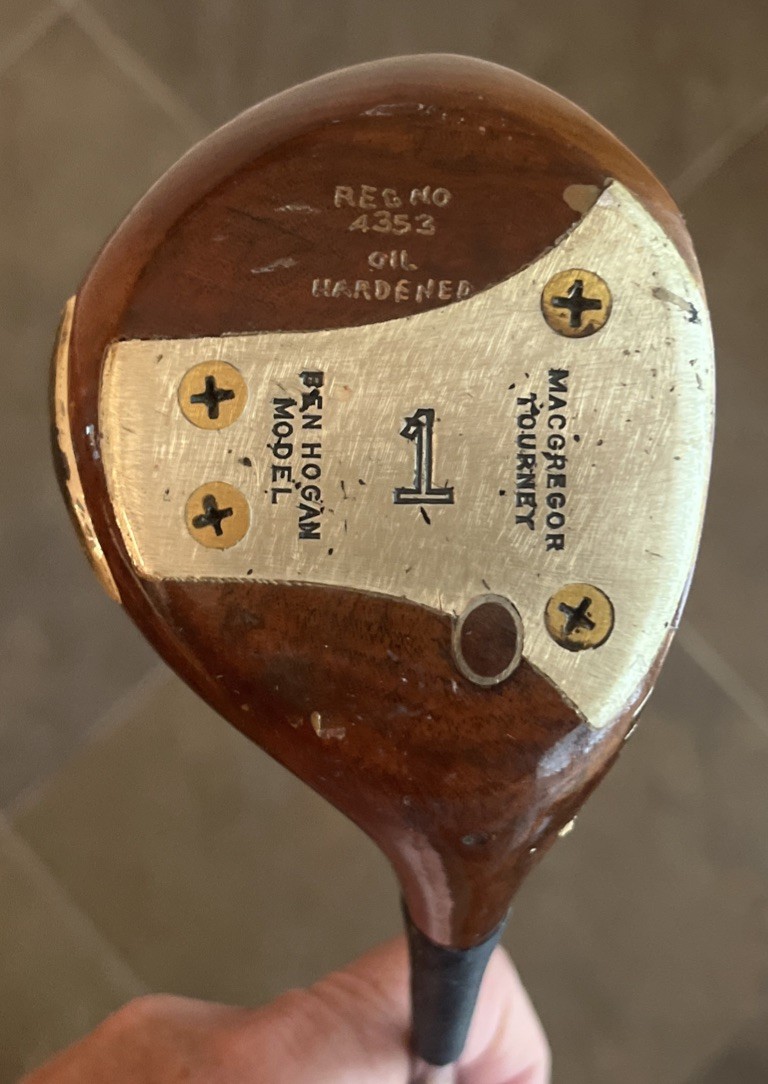 REG NO
4353
OIL
HARDENED
MACGREGOR
TOURNEY
1
BEN HOGAN
MODEL